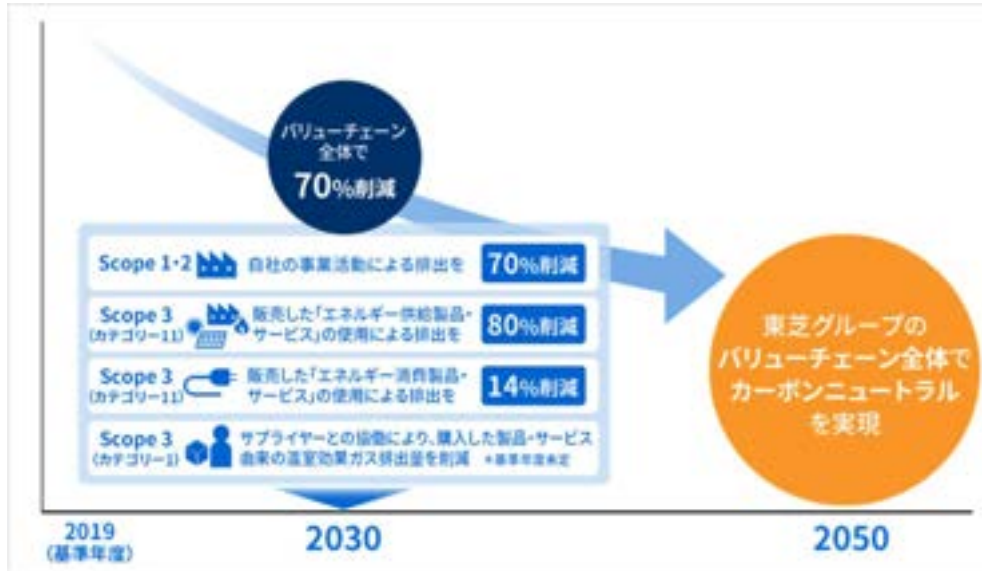 バリューチェーン
全体で
70%削減
Scope 1・2
自社の事業活動による排出を
70%削減
Scope 3
(カテゴリー11)
販売した「エネルギー供給製品・
サービス」の使用による排出を
80%削減
Scope 3
(カテゴリー11)
販売した「エネルギー消費製品・
サービス」の使用による排出を
14%削減
Scope 3
(カテゴリー1)
サプライヤーとの協働により、購入した製品・サービス
由来の温室効果ガス排出量を削減 *基準年度未定
東芝グループの
バリューチェーン全体で
カーボンニュートラル
を実現
2019
(基準年度)
2030
2050